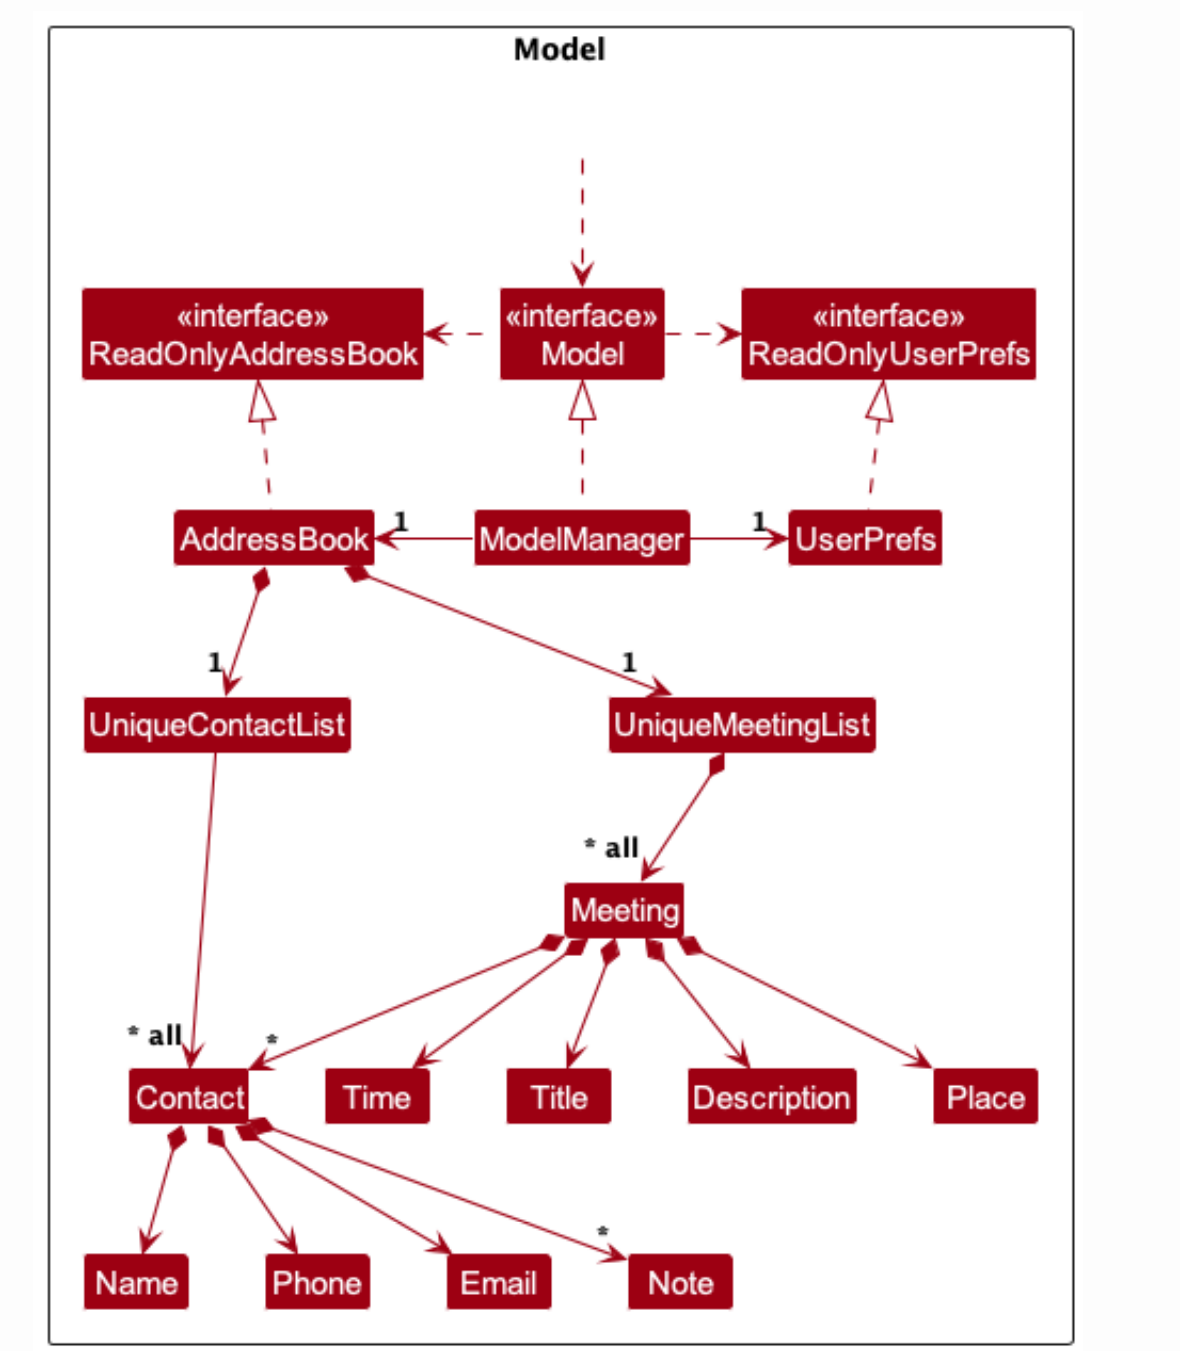 Model
«interface»
ReadOnlyAddressBook
«interface»
Model
«interface»
ReadOnlyUserPrefs
AddressBook
1
ModelManager
1
UserPrefs
1
1
UniqueContactList
UniqueMeetingList
* all
Meeting
* all
*
Contact
Time
Title
Description
Place
*
Name
Phone
Email
Note